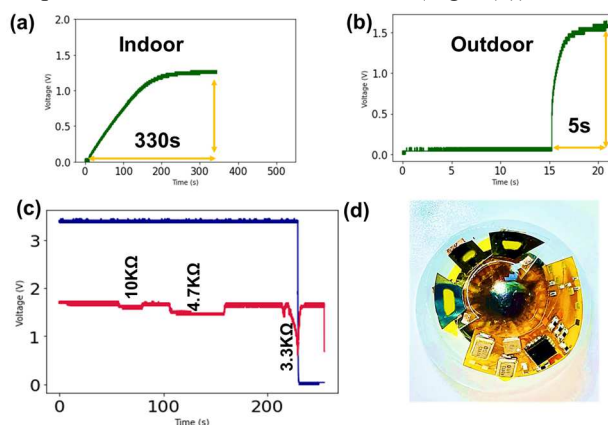 (a)
Indoor
Voltage (V)
2.0
1.5
1.0
0.5
0.0
330s
0
100
200
300
400
500
Time (s)
(b)
Outdoor
Voltage (V)
1.5
1.0
0.5
0.0
5s
0
5
10
15
20
Time (s)
(c)
Voltage (V)
3
2
1
0
10KΩ
4.7KΩ
3.3KΩ
0
100
200
Time (s)
(d)